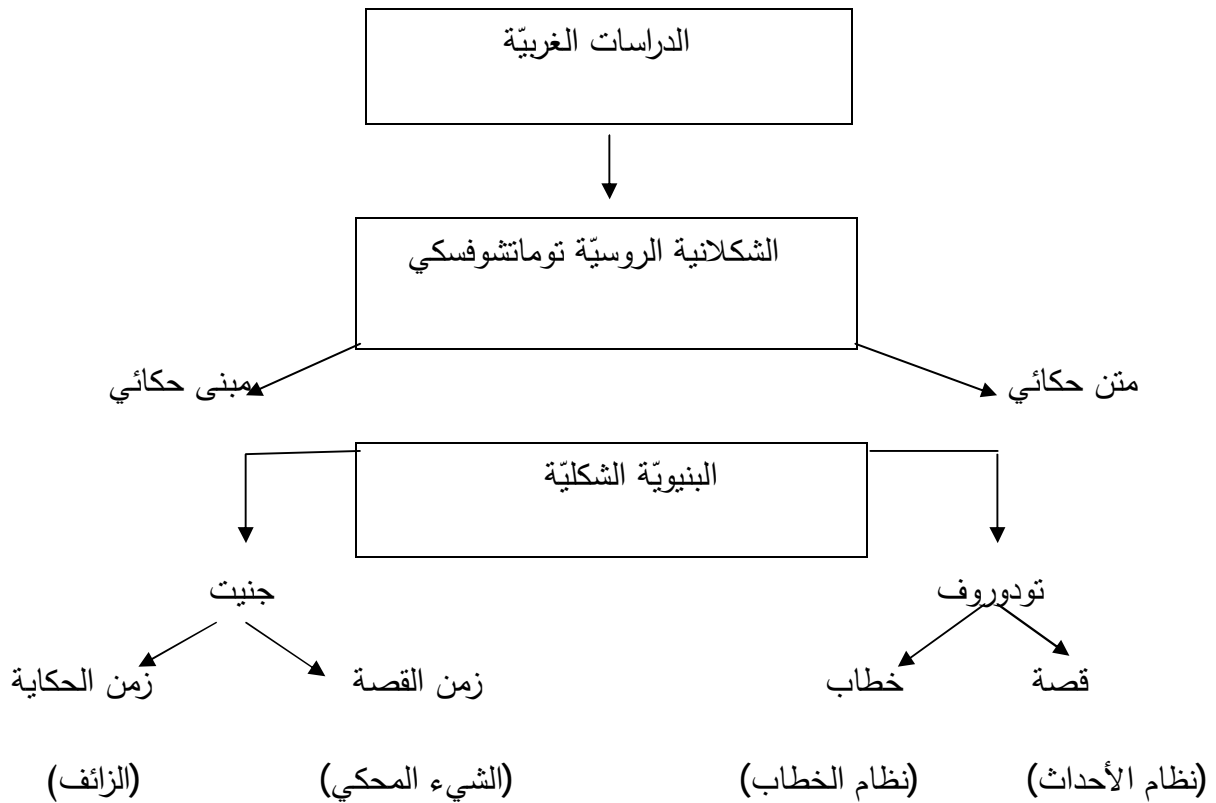 الدراسات الغربيّة
الشكلانية الروسيّة توماتشوفسكي
متن حكائي
مبنى حكائي
البنيويّة الشكليّة
تودوروف
جنيت
قصة
خطاب
زمن القصة
زمن الحكاية
(نظام الأحداث)
(نظام الخطاب)
(الشيء المحكي)
(الزائف)